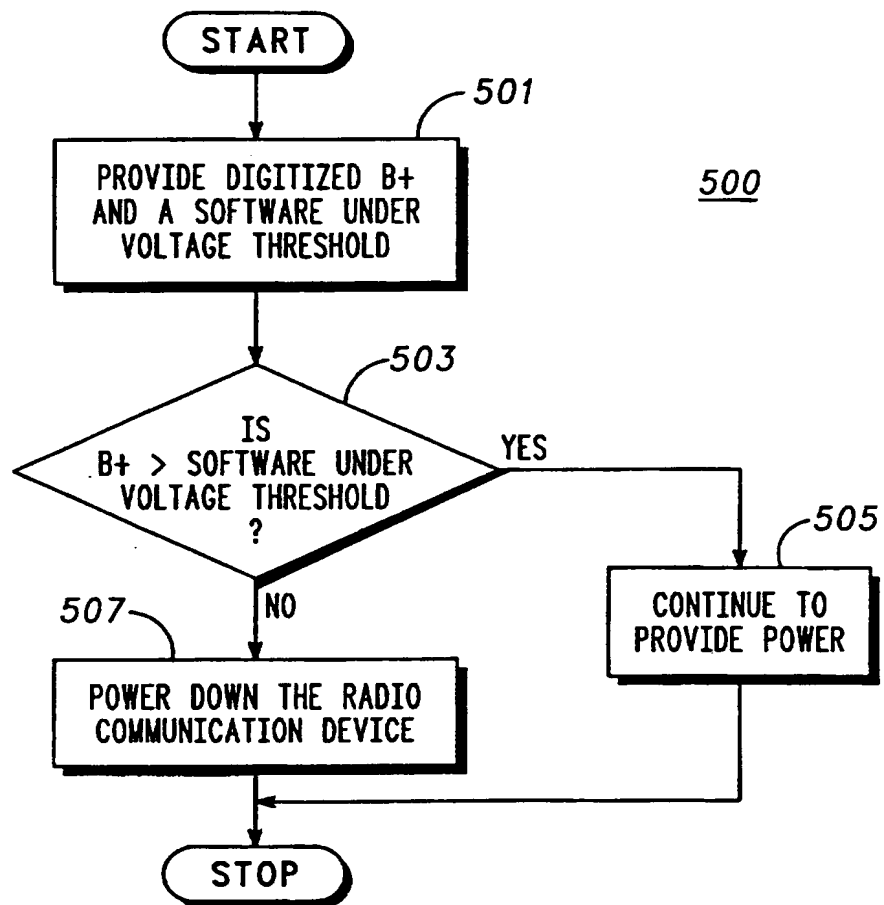 START
501
PROVIDE DIGITIZED B+
AND A SOFTWARE UNDER
VOLTAGE THRESHOLD
500
503
IS
B+ > SOFTWARE UNDER
VOLTAGE THRESHOLD
?
YES
505
CONTINUE TO
PROVIDE POWER
NO
507
POWER DOWN THE RADIO
COMMUNICATION DEVICE
STOP